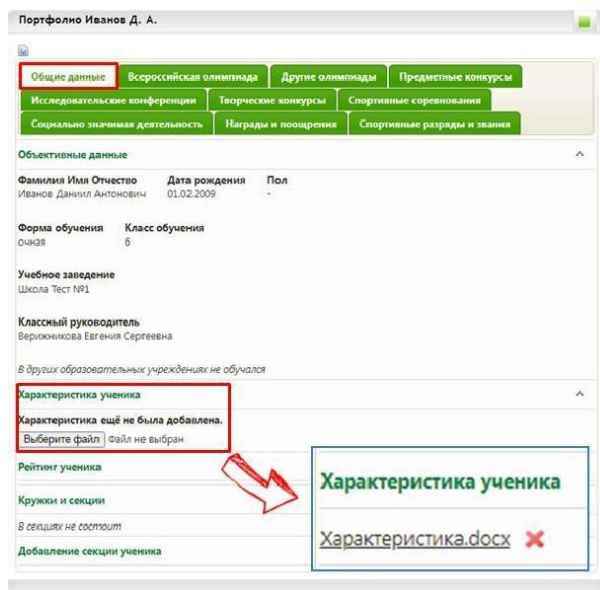 Портфолио Иванов Д. А.
Общие данные Всероссийская олимпиада Другие олимпиады Предметные конкурсы
Исследовательские конференции Творческие конкурсы Спортивные соревнования
Социально значимая деятельность Награды и поощрения Спортивные разряды и звания
Объективные данные
Фамилия Имя Отчество Дата рождения Пол
Иванов Даниил Антонович 01.02.2009 -
Форма обучения Класс обучения
очная 6
Учебное заведение
Школа Тест №1
Классный руководитель
Верижникова Евгения Сергеевна
В других образовательных учреждениях не обучался
Характеристика ученика
Характеристика ещё не была добавлена.
Выберите файл Файл не выбран
Рейтинг ученика
Кружки и секции
В секциях не состоит
Добавление секции ученика
Характеристика ученика
Характеристика.docx